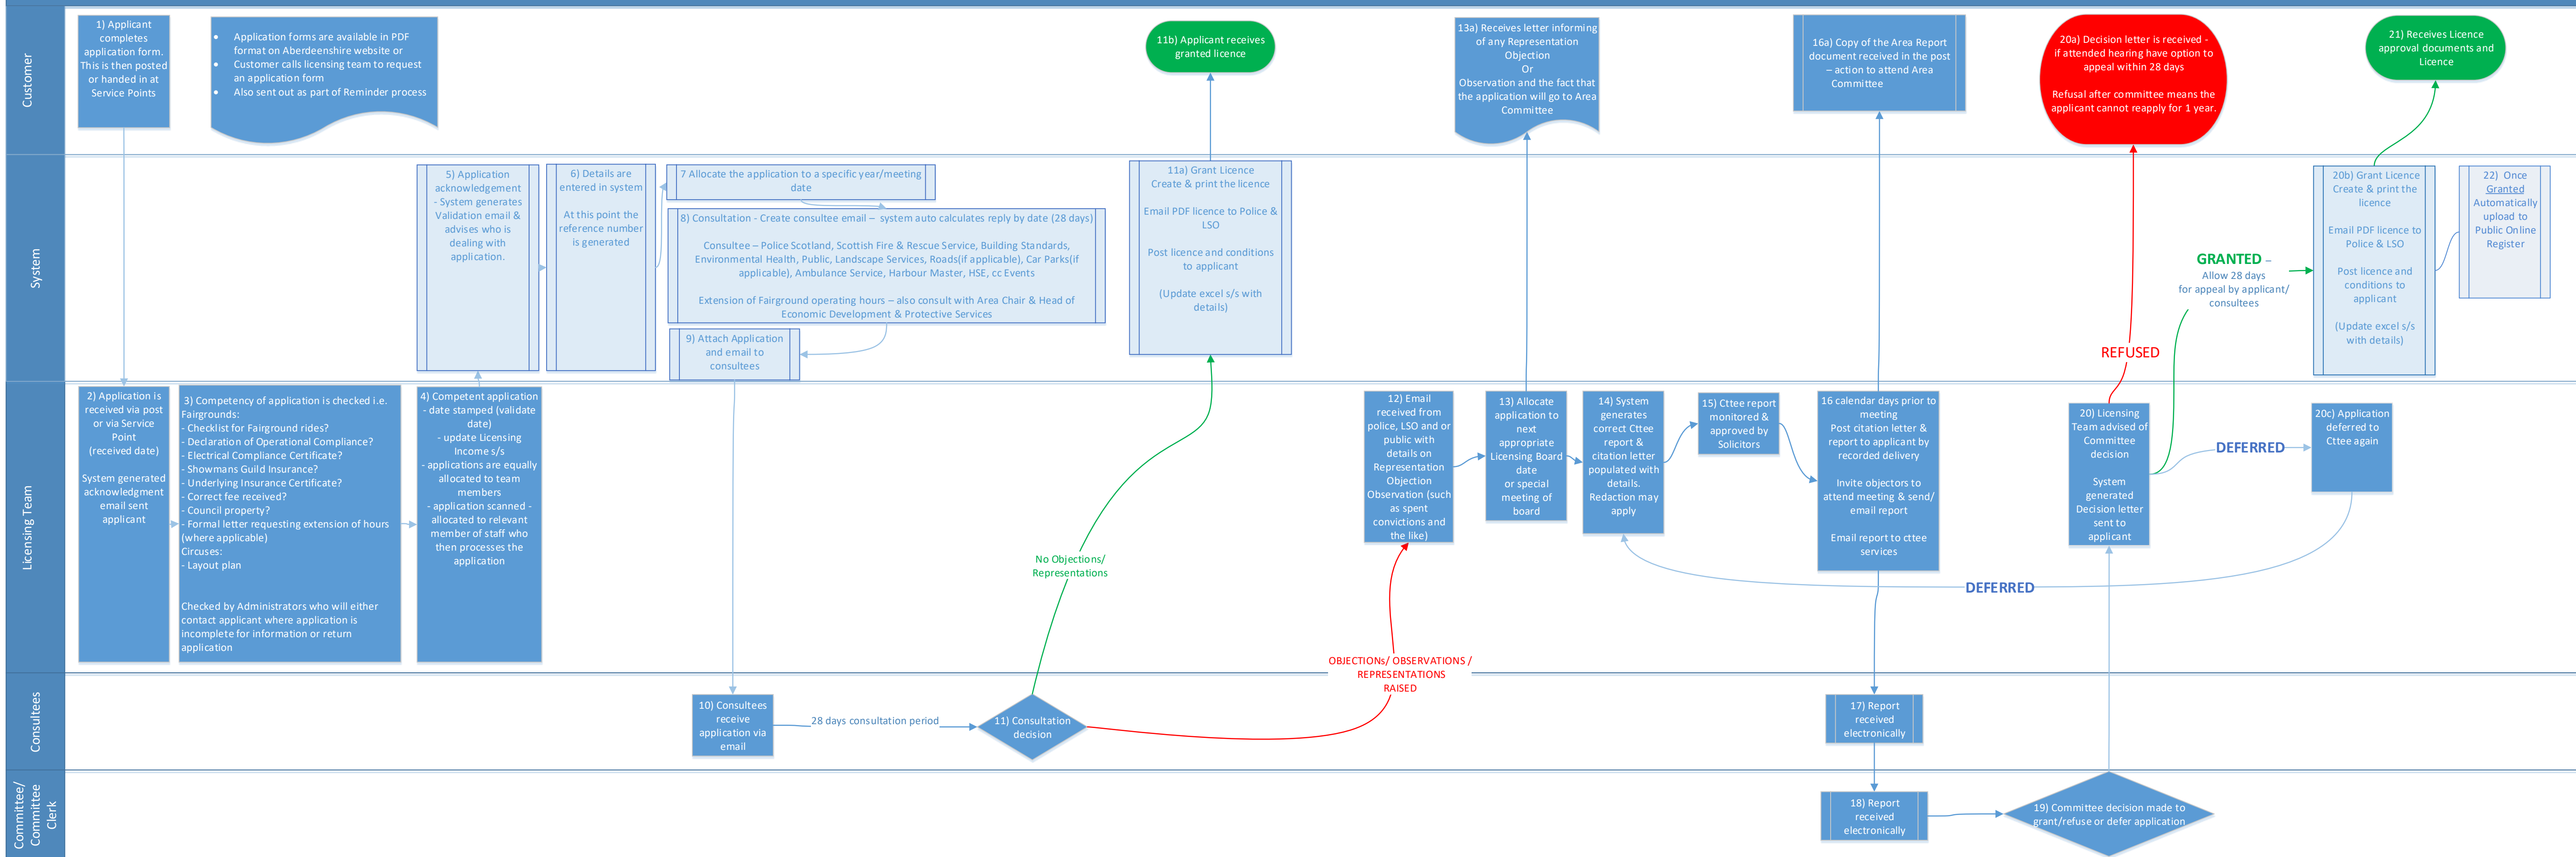 Customer
1) Applicant
completes
application form.
This is then posted
or handed in at
Service Points
• Application forms are available in PDF
format on Aberdeenshire website or
• Customer calls licensing team to request
an application form
• Also sent out as part of Reminder process
11b) Applicant receives
granted licence
13a) Receives letter informing
of any Representation
Objection
Or
Observation and the fact that
the application will go to Area
Committee
16a) Copy of the Area Report
document received in the post
– action to attend Area
Committee
20a) Decision letter is received -
if attended hearing have option to
appeal within 28 days
Refusal after committee means the
applicant cannot reapply for 1 year.
21) Receives Licence
approval documents and
Licence
System
5) Application
acknowledgement
- System generates
Validation email &
advises who is
dealing with
application.
6) Details are
entered in system
At this point the
reference number
is generated
7 Allocate the application to a specific year/meeting
date
8) Consultation - Create consultee email – system auto calculates reply by date (28 days)
Consultee – Police Scotland, Scottish Fire & Rescue Service, Building Standards,
Environmental Health, Public, Landscape Services, Roads(if applicable), Car Parks(if
applicable), Ambulance Service, Harbour Master, HSE, cc Events
Extension of Fairground operating hours – also consult with Area Chair & Head of
Economic Development & Protective Services
9) Attach Application
and email to
consultees
11a) Grant Licence
Create & print the licence
Email PDF licence to Police &
LSO
Post licence and conditions
to applicant
(Update excel s/s with
details)
REFUSED
GRANTED –
Allow 28 days
for appeal by applicant/
consultees
20b) Grant Licence
Create & print the
licence
Email PDF licence to
Police & LSO
Post licence and
conditions to
applicant
(Update excel s/s
with details)
22) Once
Granted
Automatically
upload to
Public Online
Register
Licensing Team
2) Application is
received via post
or via Service
Point
(received date)
System generated
acknowledgment
email sent
applicant
3) Competency of application is checked i.e.
Fairgrounds:
- Checklist for Fairground rides?
- Declaration of Operational Compliance?
- Electrical Compliance Certificate?
- Showmans Guild Insurance?
- Underlying Insurance Certificate?
- Correct fee received?
- Council property?
- Formal letter requesting extension of hours
(where applicable)
Circuses:
- Layout plan
Checked by Administrators who will either
contact applicant where application is
incomplete for information or return
application
4) Competent application
- date stamped (validate
date)
- update Licensing
Income s/s
- applications are equally
allocated to team
members
- application scanned -
allocated to relevant
member of staff who
then processes the
application
No Objections/
Representations
OBJECTIONs/ OBSERVATIONS /
REPRESENTATIONS
RAISED
12) Email
received from
police, LSO and or
public with
details on
Representation
Objection
Observation (such
as spent
convictions and
the like)
13) Allocate
application to
next
appropriate
Licensing Board
date
or special
meeting of
board
14) System
generates
correct Cttee
report &
citation letter
populated with
details.
Redaction may
apply
15) Cttee report
monitored &
approved by
Solicitors
16 calendar days prior to
meeting
Post citation letter &
report to applicant by
recorded delivery
Invite objectors to
attend meeting & send/
email report
Email report to cttee
services
20) Licensing
Team advised of
Committee
decision
System
generated
Decision letter
sent to
applicant
DEFERRED
20c) Application
deferred to
Cttee again
DEFERRED
Consultees
10) Consultees
receive
application via
email
28 days consultation period
11) Consultation
decision
17) Report
received
electronically
Committee/
Committee
Clerk
18) Report
received
electronically
19) Committee decision made to
grant/refuse or defer application